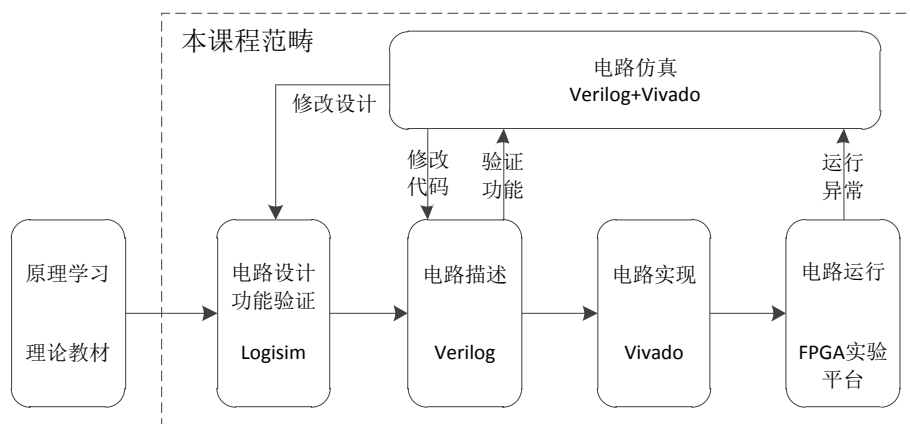 本课程范畴
电路仿真
Verilog+Vivado
修改设计
修改
代码
验证
功能
运行
异常
原理学习
理论教材
电路设计
功能验证
Logisim
电路描述
Verilog
电路实现
Vivado
电路运行
FPGA实验
平台